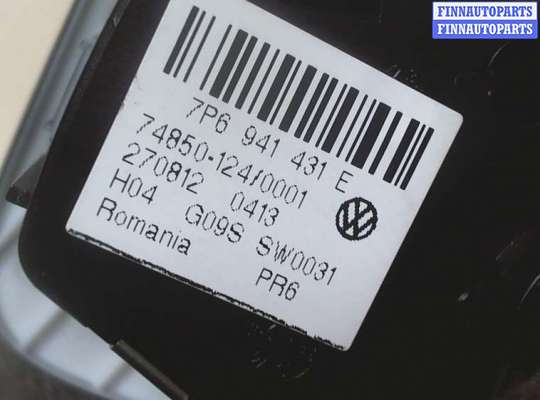 FINNAUTOPARTS
FINNAUTOPARTS
7P6 941 431 E
74850-124/0001
270812 0413
H04 G09S SW0031
Romania PR6